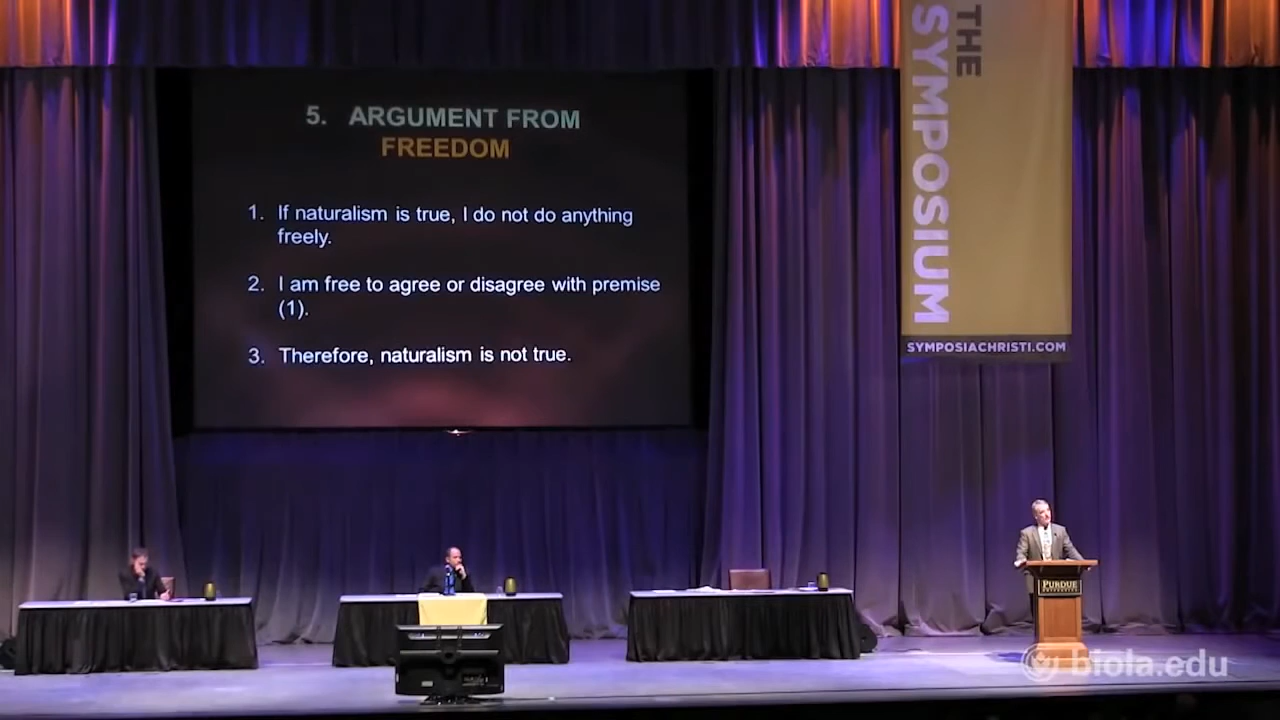 5. ARGUMENT FROM
FREEDOM
1. If naturalism is true, I do not do anything
freely.
2. I am free to agree or disagree with premise
(1).
3. Therefore, naturalism is not true.
THE
SYMPOSIUM
SYMPOSIACHRISTI.COM
PURDUE
biola.edu